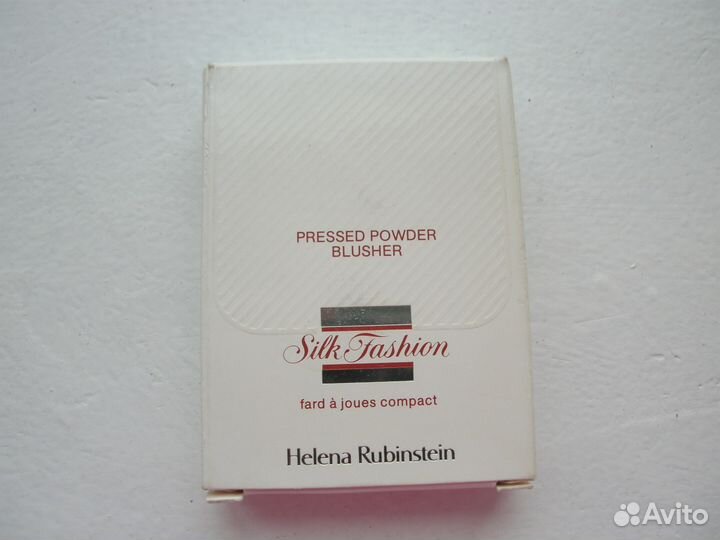 PRESSED POWDER
BLUSHER
Silk Fashion
fard à joues compact
Helena Rubinstein
Avito